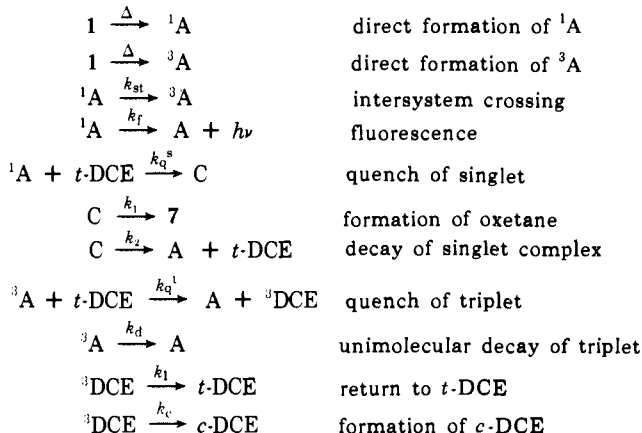 1 —Δ→ ¹A direct formation of ¹A
1 —Δ→ ³A direct formation of ³A
¹A —k_st→ ³A intersystem crossing
¹A —k_f→ A + hν fluorescence
¹A + t-DCE —k_q^s→ C quench of singlet
C —k_1→ 7 formation of oxetane
C —k_2→ A + t-DCE decay of singlet complex
³A + t-DCE —k_q^t→ A + ³DCE quench of triplet
³A —k_d→ A unimolecular decay of triplet
³DCE —k_1→ t-DCE return to t-DCE
³DCE —k_c→ c-DCE formation of c-DCE